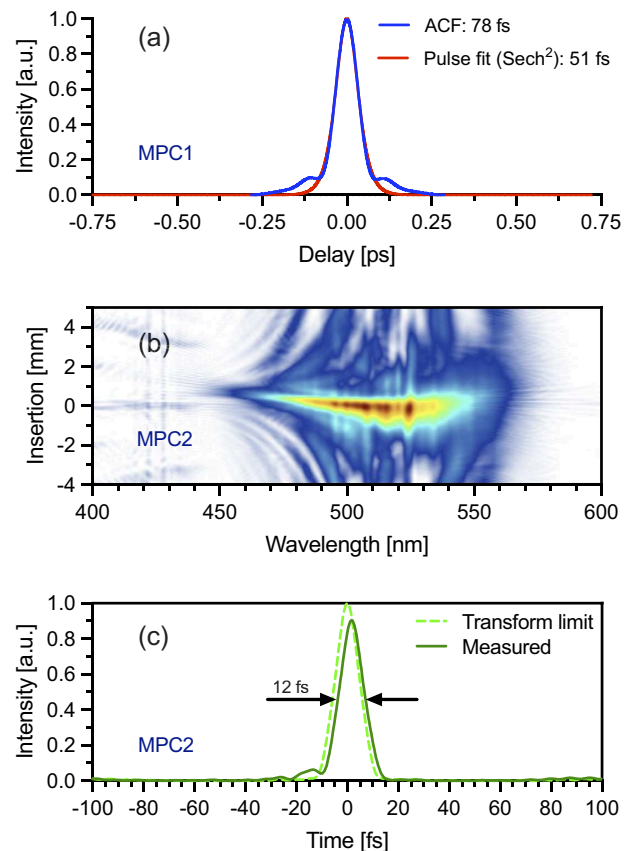 (a)
ACF: 78 fs
Pulse fit (Sech²): 51 fs
MPC1
Intensity [a.u.]
1.0
0.8
0.6
0.4
0.2
0.0
-0.75 -0.50 -0.25 0.00 0.25 0.50 0.75
Delay [ps]
(b)
MPC2
Insertion [mm]
4
2
0
-2
-4
400 450 500 550 600
Wavelength [nm]
(c)
Transform limit
Measured
12 fs
MPC2
Intensity [a.u.]
1.0
0.8
0.6
0.4
0.2
0.0
-100 -80 -60 -40 -20 0 20 40 60 80 100
Time [fs]